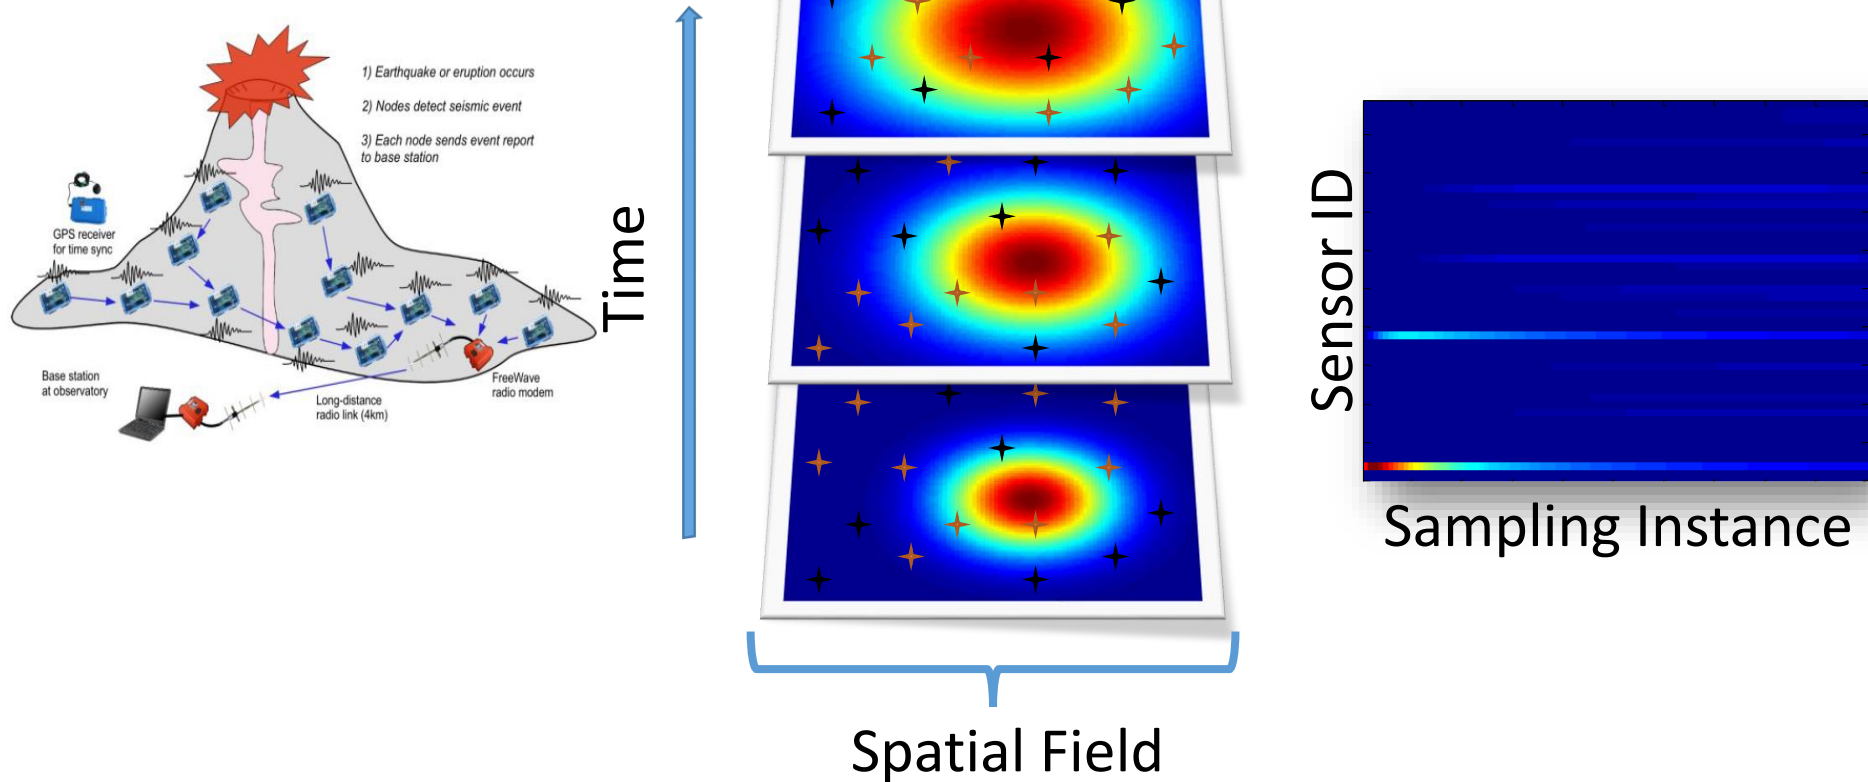 1) Earthquake or eruption occurs
2) Nodes detect seismic event
3) Each node sends event report
to base station
GPS receiver
for time sync
Base station
at observatory
Long-distance
radio link (4km)
FreeWave
radio modem
Time
Spatial Field
Sensor ID
Sampling Instance